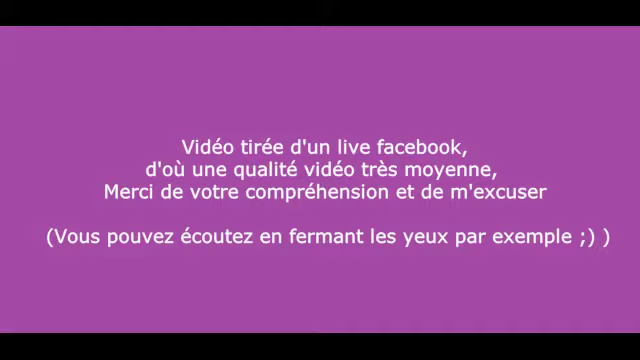 Vidéo tirée d'un live facebook,
d'où une qualité vidéo très moyenne,
Merci de votre compréhension et de m'excuser
(Vous pouvez écoutez en fermant les yeux par exemple ;) )